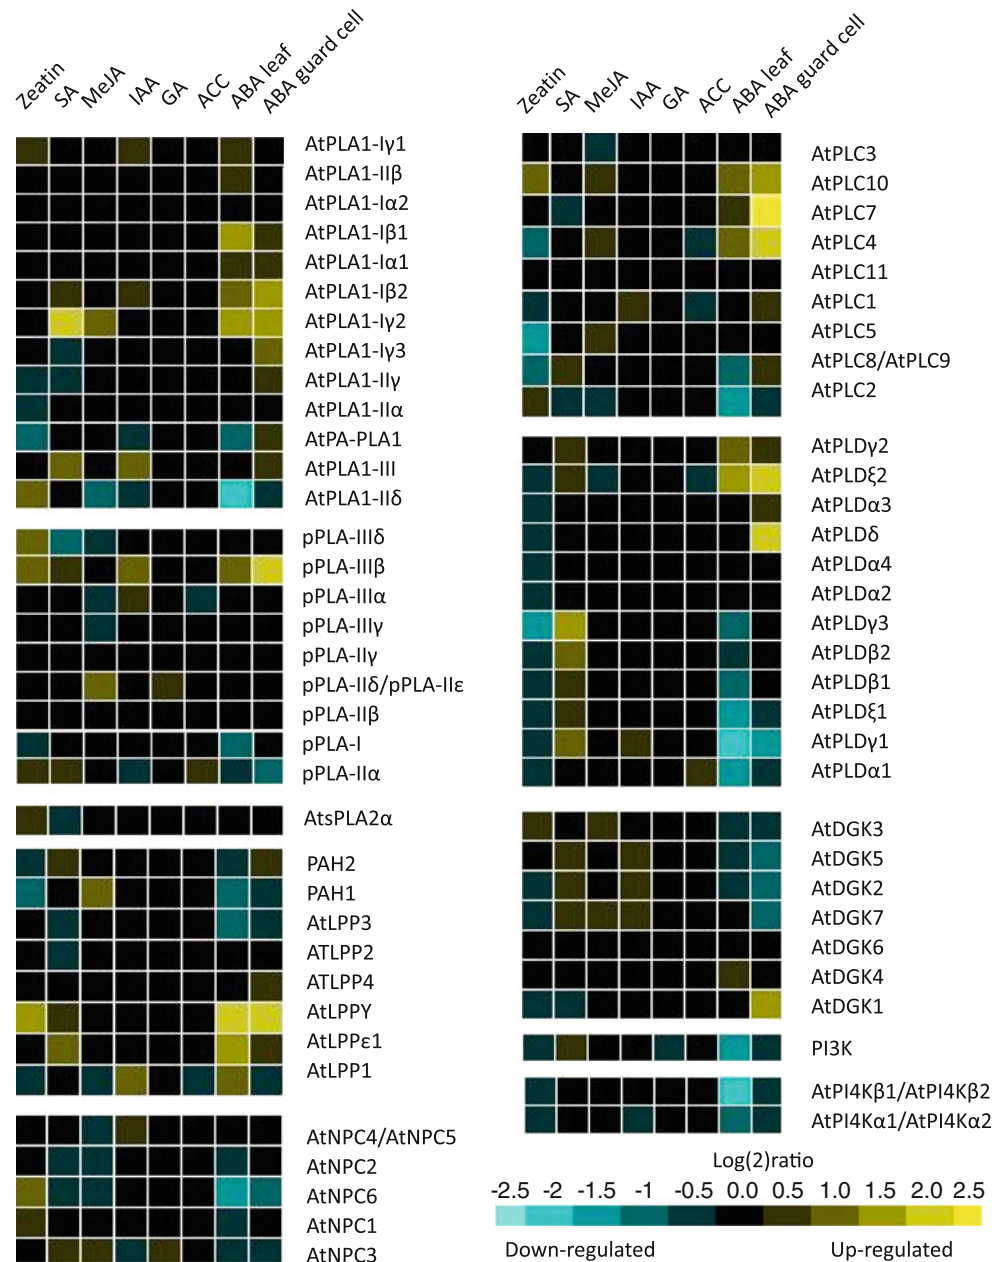 Zeatin
SA
MeJA
IAA
GA
ACC
ABA leaf
ABA guard cell
AtPLA1-Iγ1
AtPLA1-IIβ
AtPLA1-Iα2
AtPLA1-Iβ1
AtPLA1-Iα1
AtPLA1-Iβ2
AtPLA1-Iγ2
AtPLA1-Iγ3
AtPLA1-IIγ
AtPLA1-IIα
AtPA-PLA1
AtPLA1-III
AtPLA1-IIδ
pPLA-IIIδ
pPLA-IIIβ
pPLA-IIIα
pPLA-IIIγ
pPLA-IIγ
pPLA-IIδ/pPLA-IIε
pPLA-IIβ
pPLA-I
pPLA-IIα
AtsPLA2α
PAH2
PAH1
AtLPP3
ATLPP2
ATLPP4
AtLPPY
AtLPPε1
AtLPP1
AtNPC4/AtNPC5
AtNPC2
AtNPC6
AtNPC1
AtNPC3
Zeatin
SA
MeJA
IAA
GA
ACC
ABA leaf
ABA guard cell
AtPLC3
AtPLC10
AtPLC7
AtPLC4
AtPLC11
AtPLC1
AtPLC5
AtPLC8/AtPLC9
AtPLC2
AtPLDγ2
AtPLDξ2
AtPLDα3
AtPLDδ
AtPLDα4
AtPLDα2
AtPLDγ3
AtPLDβ2
AtPLDβ1
AtPLDξ1
AtPLDγ1
AtPLDα1
AtDGK3
AtDGK5
AtDGK2
AtDGK7
AtDGK6
AtDGK4
AtDGK1
PI3K
AtPI4Kβ1/AtPI4Kβ2
AtPI4Kα1/AtPI4Kα2
Log(2)ratio
-2.5 -2 -1.5 -1 -0.5 0.0 0.5 1.0 1.5 2.0 2.5
Down-regulated Up-regulated